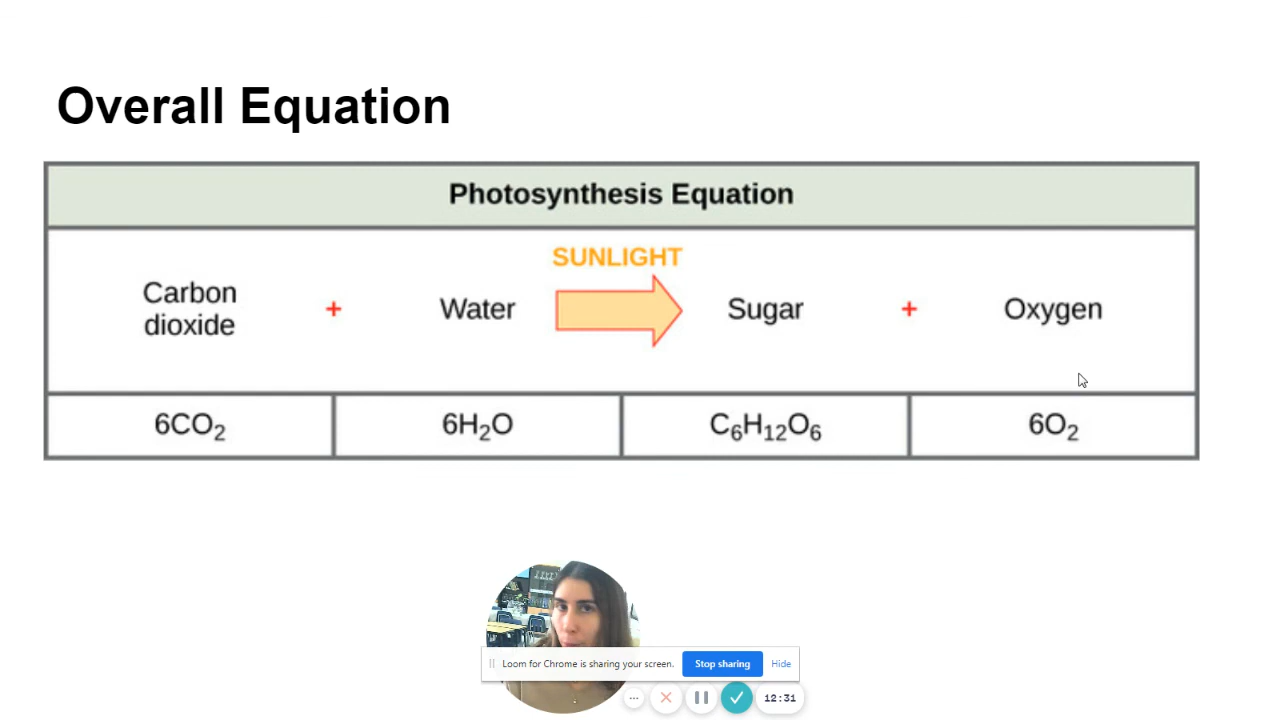 Overall Equation
Photosynthesis Equation
SUNLIGHT
Carbon dioxide + Water Sugar + Oxygen
6CO₂ 6H₂O C₆H₁₂O₆ 6O₂
Loom for Chrome is sharing your screen. Stop sharing Hide
12:31